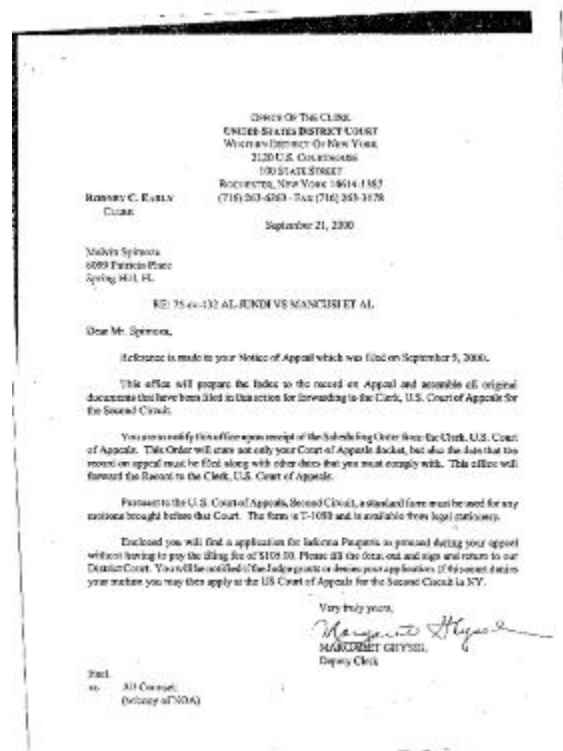 OFFICE OF THE CLERK
UNITED STATES DISTRICT COURT
WESTERN DISTRICT OF NEW YORK
2120 U.S. COURTHOUSE
100 STATE STREET
ROCHESTER, NEW YORK 14614-1387
RODNEY C. EARLY (716) 263-6263 - FAX (716) 263-3178
CLERK
September 21, 2000
Melvin
6099 Patricia Place
Spring Hill, FL
RE: 75-cv-132 AL-JUNDI VS MANCUSI ET AL
Dear Mr.
Reference is made to your Notice of Appeal which was filed on September 5, 2000.
This office will prepare the Index to the record on Appeal and assemble all original
documents that have been filed in this action for forwarding to the Clerk, U.S. Court of Appeals for
the Second Circuit.
You are to notify this office upon receipt of the Scheduling Order from the Clerk, U.S. Court
of Appeals. This Order will state not only your Court of Appeals docket, but also the date that the
record on appeal must be filed along with other dates that you must comply with. This office will
forward the Record to the Clerk, U.S. Court of Appeals.
Pursuant to the U. S. Court of Appeals, Second Circuit, a standard form must be used for any
motions brought before that Court. The form is T-1080 and is available from legal stationers.
Enclosed you will find a application for Informa Pauperis to proceed during your appeal
without having to pay the filing fee of $105.00. Please fill the form out and sign and return to our
District Court. You will be notified if the Judge grants or denies your application. If this court denies
your motion you may then apply at the US Court of Appeals for the Second Circuit in NY.
Very truly yours,
MARGARET GHYSEL
Deputy Clerk
Encl.
cc: All Counsel
(w/copy of NOA)